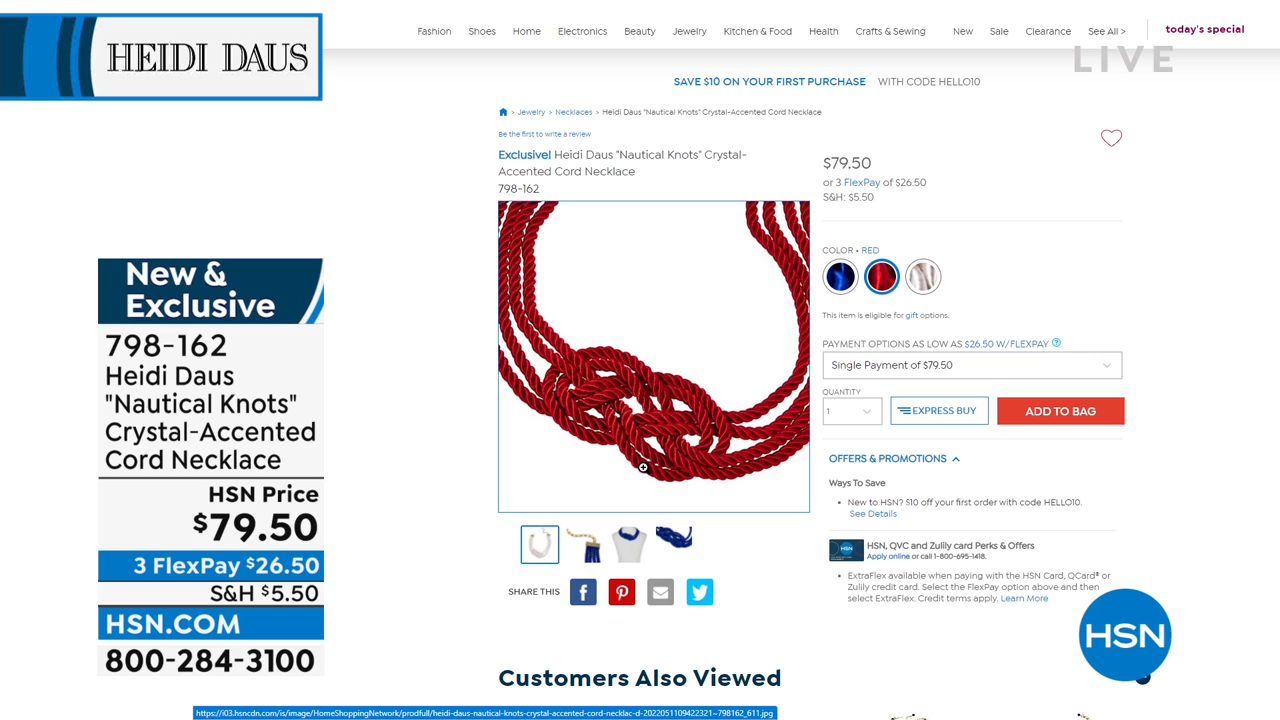 HEIDI DAUS
Fashion Shoes Home Electronics Beauty Jewelry Kitchen & Food Health Crafts & Sewing New Sale Clearance See All > today's special
LIVE
SAVE $10 ON YOUR FIRST PURCHASE WITH CODE HELLO10
> Jewelry > Necklaces > Heidi Daus "Nautical Knots" Crystal-Accented Cord Necklace
Be the first to write a review
Exclusive! Heidi Daus "Nautical Knots" Crystal-
Accented Cord Necklace
798-162
$79.50
or 3 FlexPay of $26.50
S&H: $5.50
COLOR • RED
This item is eligible for gift options.
PAYMENT OPTIONS AS LOW AS $26.50 W/FLEXPAY ?
Single Payment of $79.50
QUANTITY
1
EXPRESS BUY
ADD TO BAG
OFFERS & PROMOTIONS
Ways To Save
• New to HSN? $10 off your first order with code HELLO10.
See Details
HSN, QVC and Zulily card Perks & Offers
Apply online or call 1-800-695-1418.
• ExtraFlex available when paying with the HSN Card, QCard® or
Zulily credit card. Select the FlexPay option above and then
select ExtraFlex. Credit terms apply. Learn More
SHARE THIS
Customers Also Viewed
New &
Exclusive
798-162
Heidi Daus
"Nautical Knots"
Crystal-Accented
Cord Necklace
HSN Price
$79.50
3 FlexPay $26.50
S&H $5.50
HSN.COM
800-284-3100
HSN
https://i03.hsncdn.com/is/image/HomeShoppingNetwork/prodfull/heidi-daus-nautical-knots-crystal-accented-cord-necklac-d-2022051109422321~798162_611.jpg